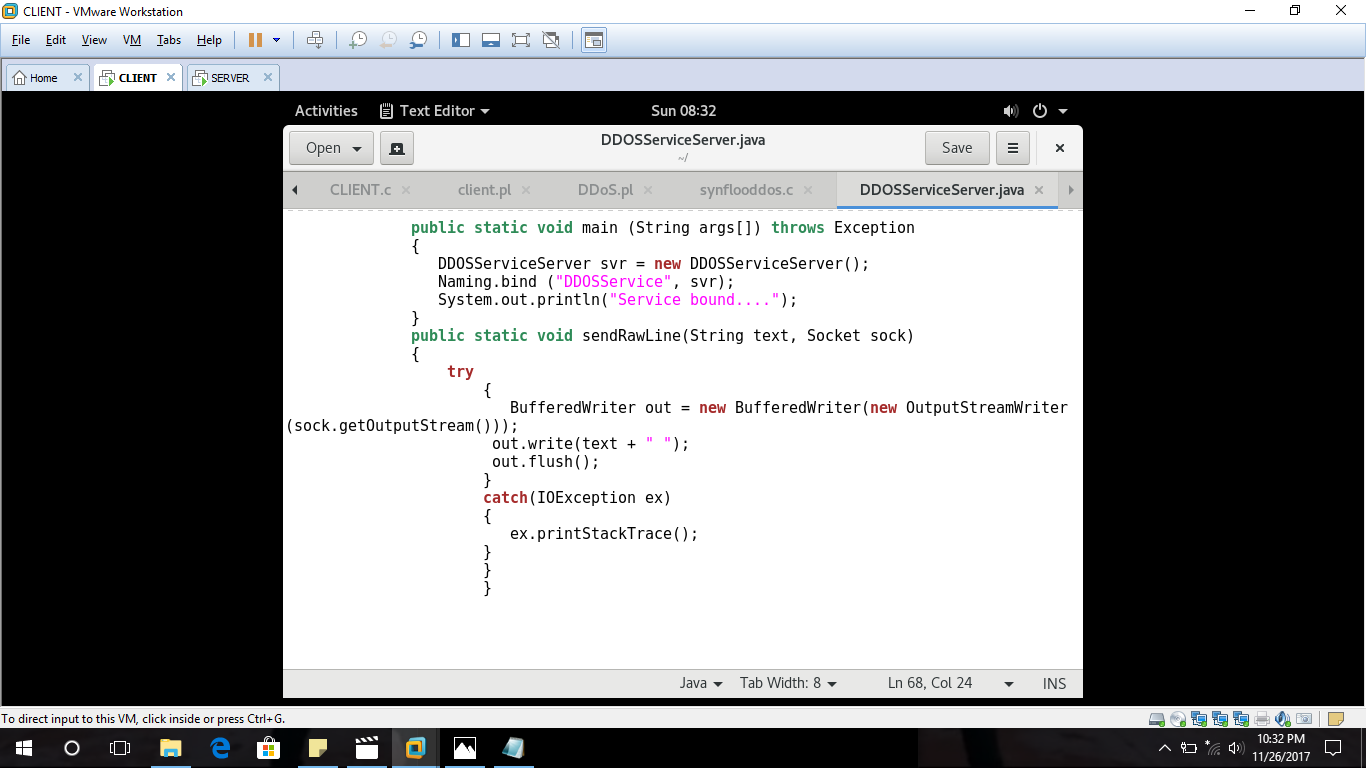 CLIENT - VMware Workstation
File Edit View VM Tabs Help
Home CLIENT SERVER
Activities Text Editor Sun 08:32
Open DDOSServiceServer.java Save
~/
CLIENT.c client.pl DDoS.pl synflooddos.c DDOSServiceServer.java
public static void main (String args[]) throws Exception
{
DDOSServiceServer svr = new DDOSServiceServer();
Naming.bind ("DDOSService", svr);
System.out.println("Service bound....");
}
public static void sendRawLine(String text, Socket sock)
{
try
{
BufferedWriter out = new BufferedWriter(new OutputStreamWriter
(sock.getOutputStream()));
out.write(text + " ");
out.flush();
}
catch(IOException ex)
{
ex.printStackTrace();
}
}
}
Java Tab Width: 8 Ln 68, Col 24 INS
To direct input to this VM, click inside or press Ctrl+G.
10:32 PM
11/26/2017